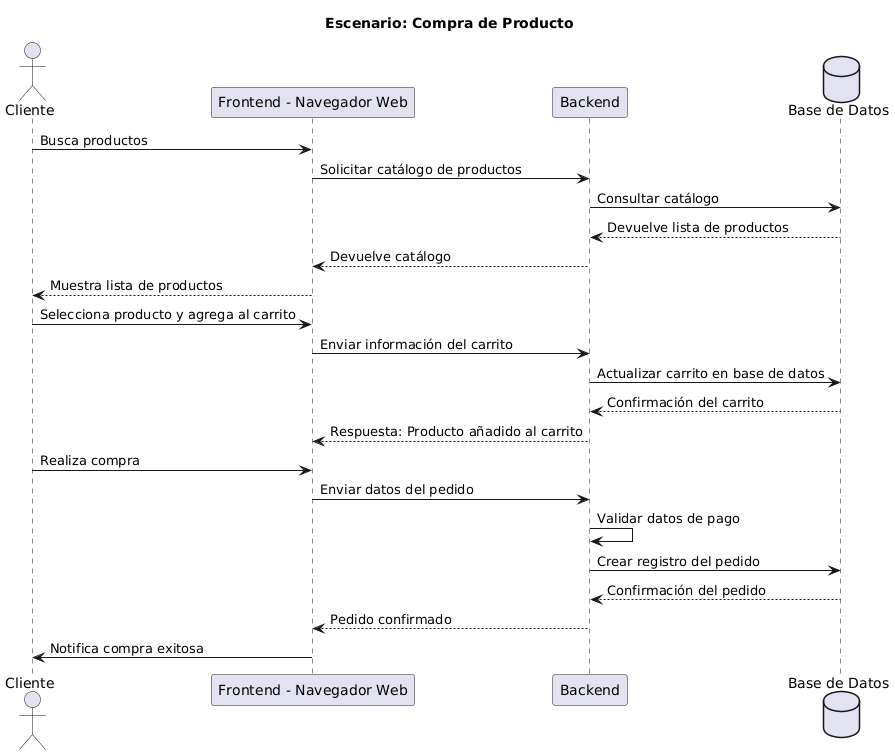 Escenario: Compra de Producto
Cliente
Frontend - Navegador Web
Backend
Base de Datos
Busca productos
Solicitar catálogo de productos
Consultar catálogo
Devuelve lista de productos
Devuelve catálogo
Muestra lista de productos
Selecciona producto y agrega al carrito
Enviar información del carrito
Actualizar carrito en base de datos
Confirmación del carrito
Respuesta: Producto añadido al carrito
Realiza compra
Enviar datos del pedido
Validar datos de pago
Crear registro del pedido
Confirmación del pedido
Pedido confirmado
Notifica compra exitosa
Cliente
Frontend - Navegador Web
Backend
Base de Datos